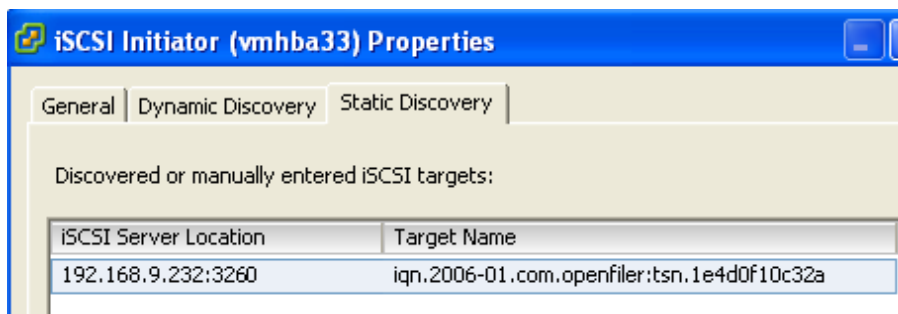 iSCSI Initiator (vmhba33) Properties
General Dynamic Discovery Static Discovery
Discovered or manually entered iSCSI targets:
iSCSI Server Location Target Name
192.168.9.232:3260 iqn.2006-01.com.openfiler:tsn.1e4d0f10c32a